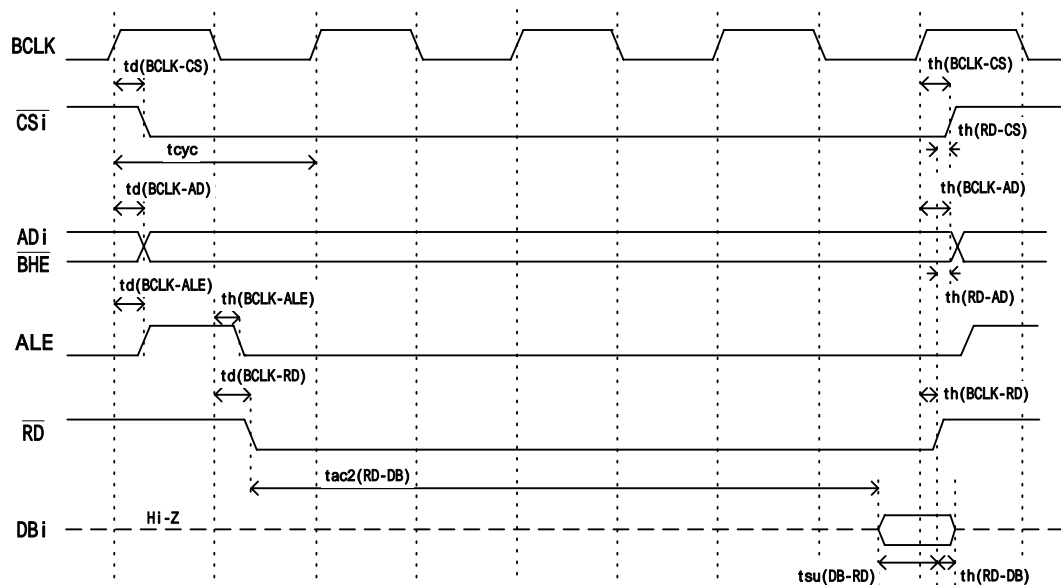 BCLK
td(BCLK-CS) th(BCLK-CS)
CSi
th(RD-CS)
tcyc
td(BCLK-AD) th(BCLK-AD)
ADi
BHE
td(BCLK-ALE) th(BCLK-ALE) th(RD-AD)
ALE
td(BCLK-RD) th(BCLK-RD)
RD
tac2(RD-DB)
Hi-Z
DBi
tsu(DB-RD) th(RD-DB)